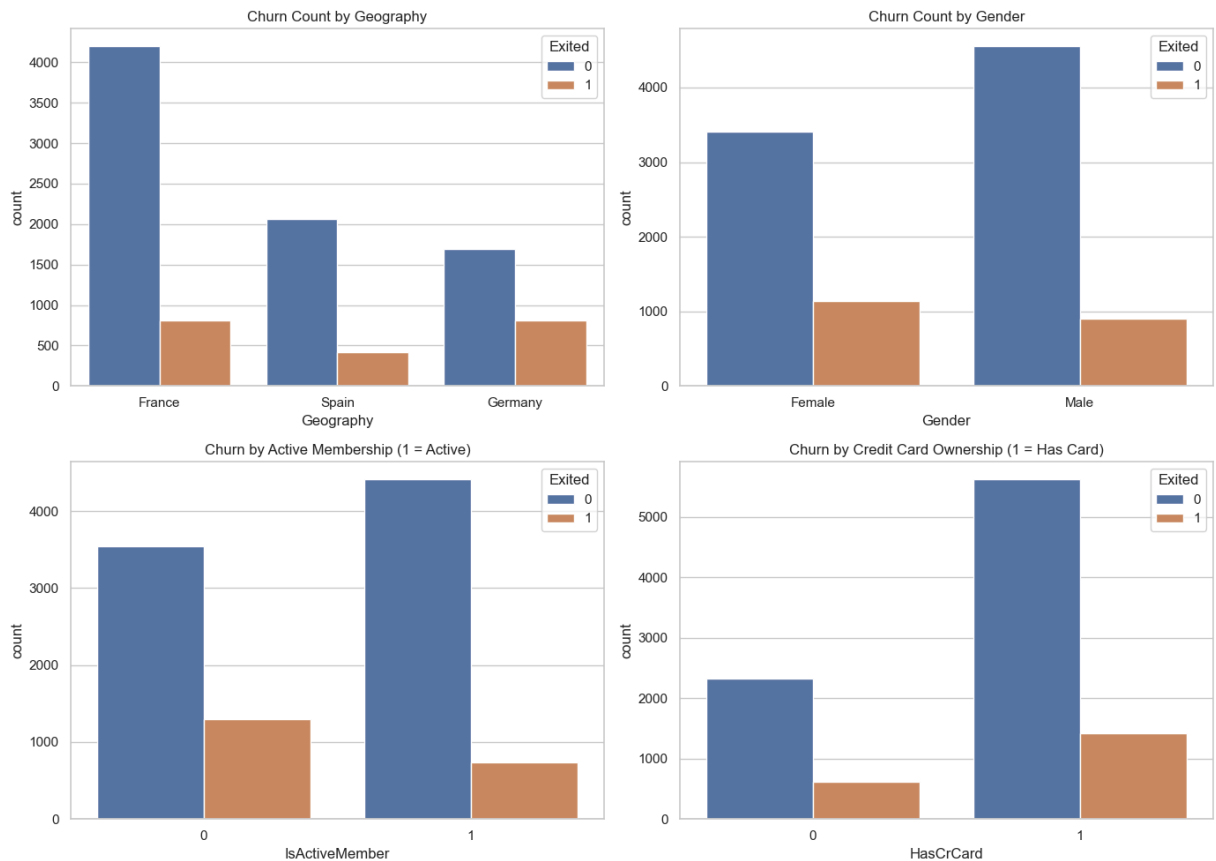 Churn Count by Geography
Exited
0
1
4000
3500
3000
2500
2000
1500
1000
500
0
count
France
Spain
Germany
Geography
Churn Count by Gender
Exited
0
1
4000
3000
2000
1000
0
count
Female
Male
Gender
Churn by Active Membership (1 = Active)
Exited
0
1
4000
3000
2000
1000
0
count
0
1
IsActiveMember
Churn by Credit Card Ownership (1 = Has Card)
Exited
0
1
5000
4000
3000
2000
1000
0
count
0
1
HasCrCard